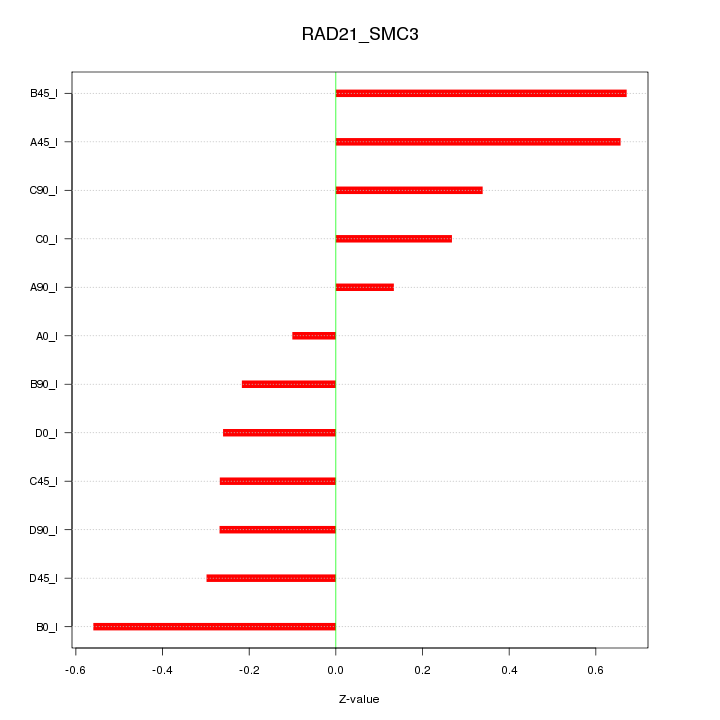 RAD21_SMC3
B45_I
A45_I
C90_I
C0_I
A90_I
A0_I
B90_I
D0_I
C45_I
D90_I
D45_I
B0_I
-0.6 -0.4 -0.2 0.0 0.2 0.4 0.6
Z-value